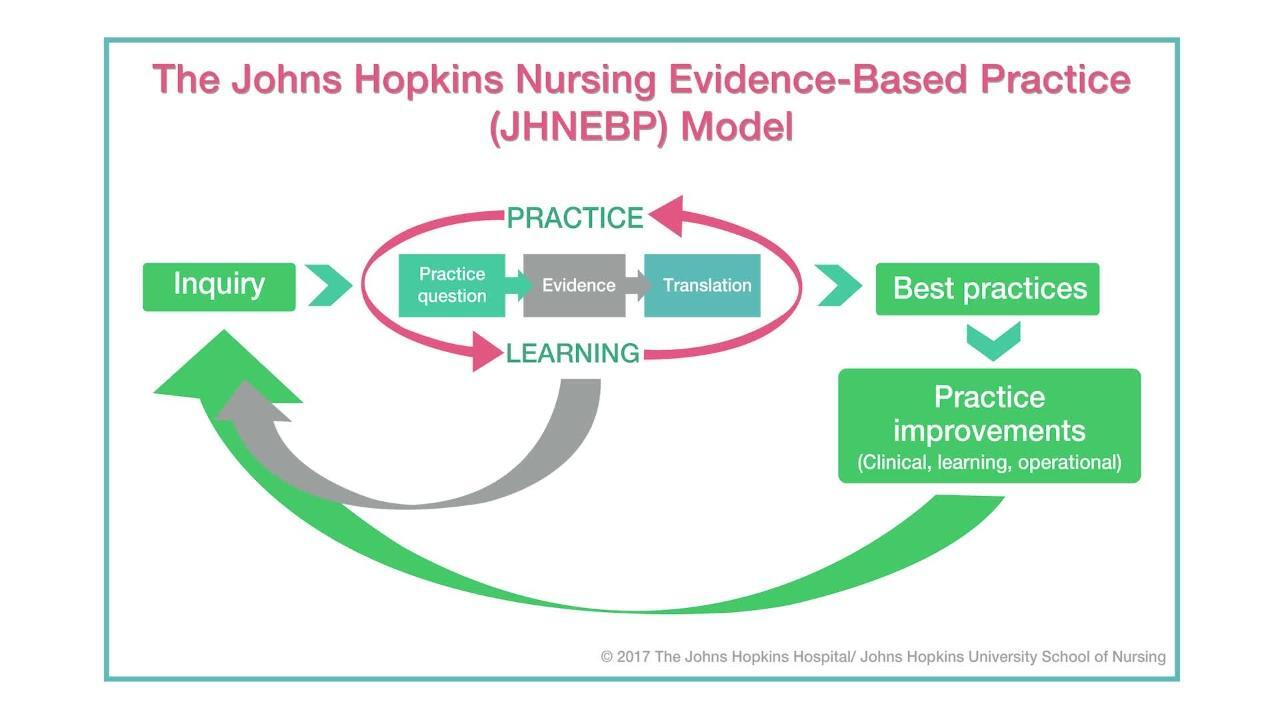 The Johns Hopkins Nursing Evidence-Based Practice
(JHNEBP) Model
PRACTICE
Inquiry
Practice
question
Evidence
Translation
Best practices
LEARNING
Practice
improvements
(Clinical, learning, operational)
© 2017 The Johns Hopkins Hospital/ Johns Hopkins University School of Nursing